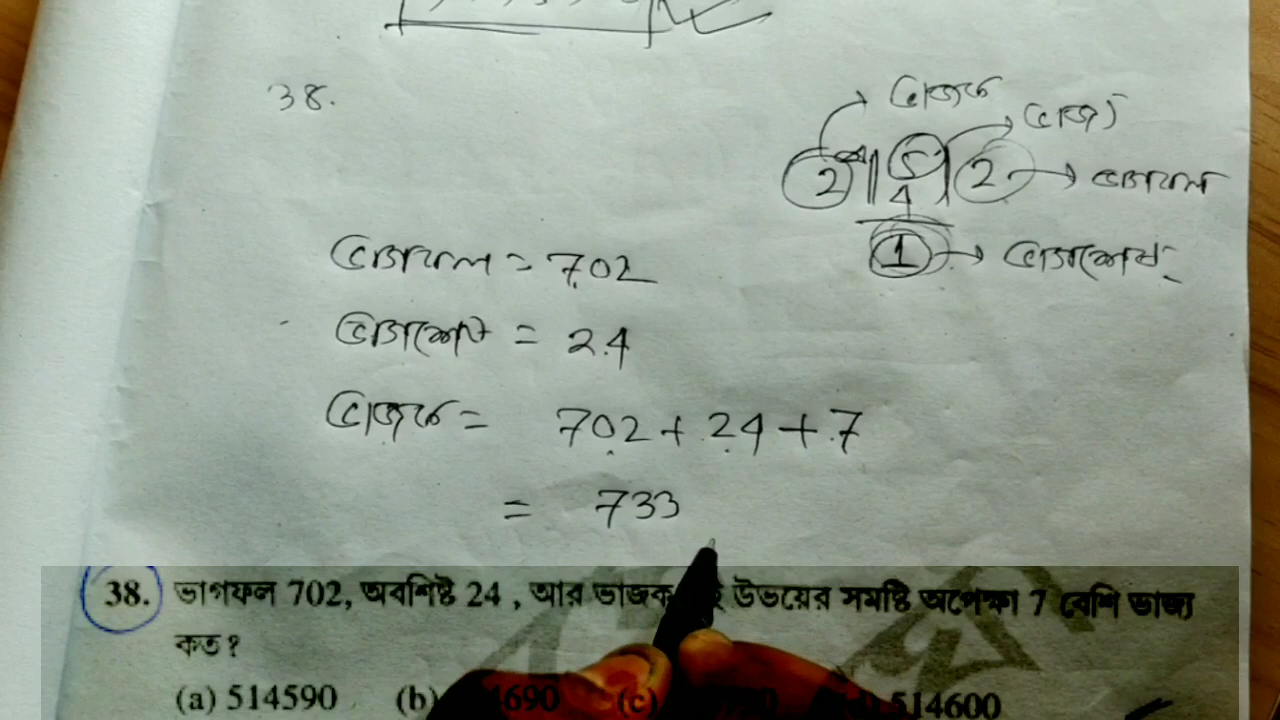 38.
ভাজক
ভাজ্য
2 5 2 → ভাগফল
4
1 → ভাগশেষ
ভাগফল = 702
ভাগশেষ = 24
ভাজক = 702 + 24 + 7
= 733
38. ভাগফল 702, অবশিষ্ট 24 , আর ভাজক উভয়ের সমষ্টি অপেক্ষা 7 বেশি ভাজ্য
কত ?
(a) 514590 (b) 690 (c) 514600